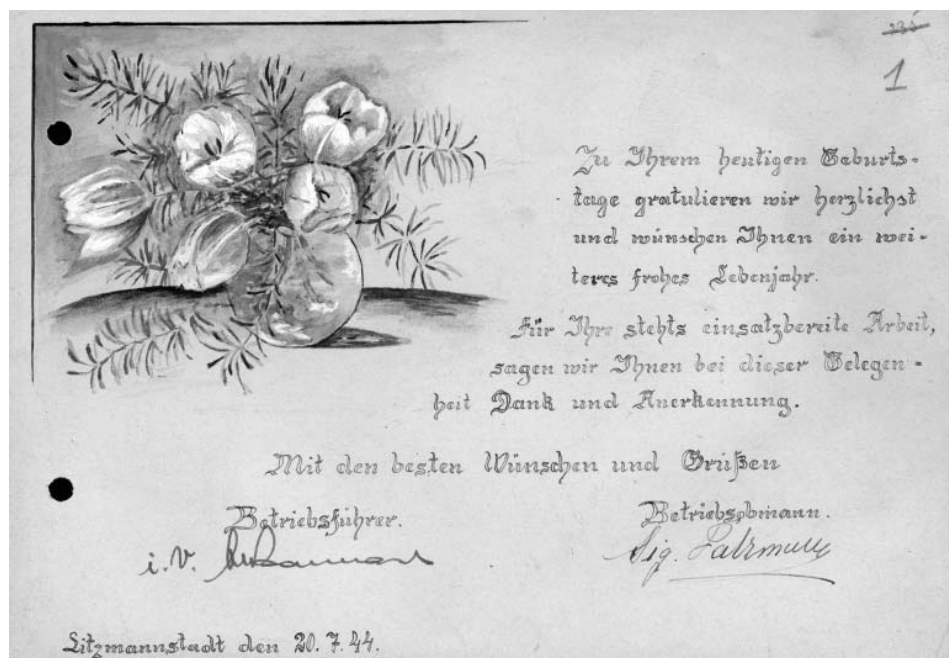 1
Zu Ihrem heutigen Geburts-
tage gratulieren wir herzlichst
und wünschen Ihnen ein wei-
teres frohes Lebenjahr.
Für Ihre stehts einsatzbereite Arbeit,
sagen wir Ihnen bei dieser Gelegen-
heit Dank und Anerkennung.
Mit den besten Wünschen und Grüßen
Betriebsführer. Betriebsobmann.
i.V.
Litzmannstadt den 20. 7. 44.